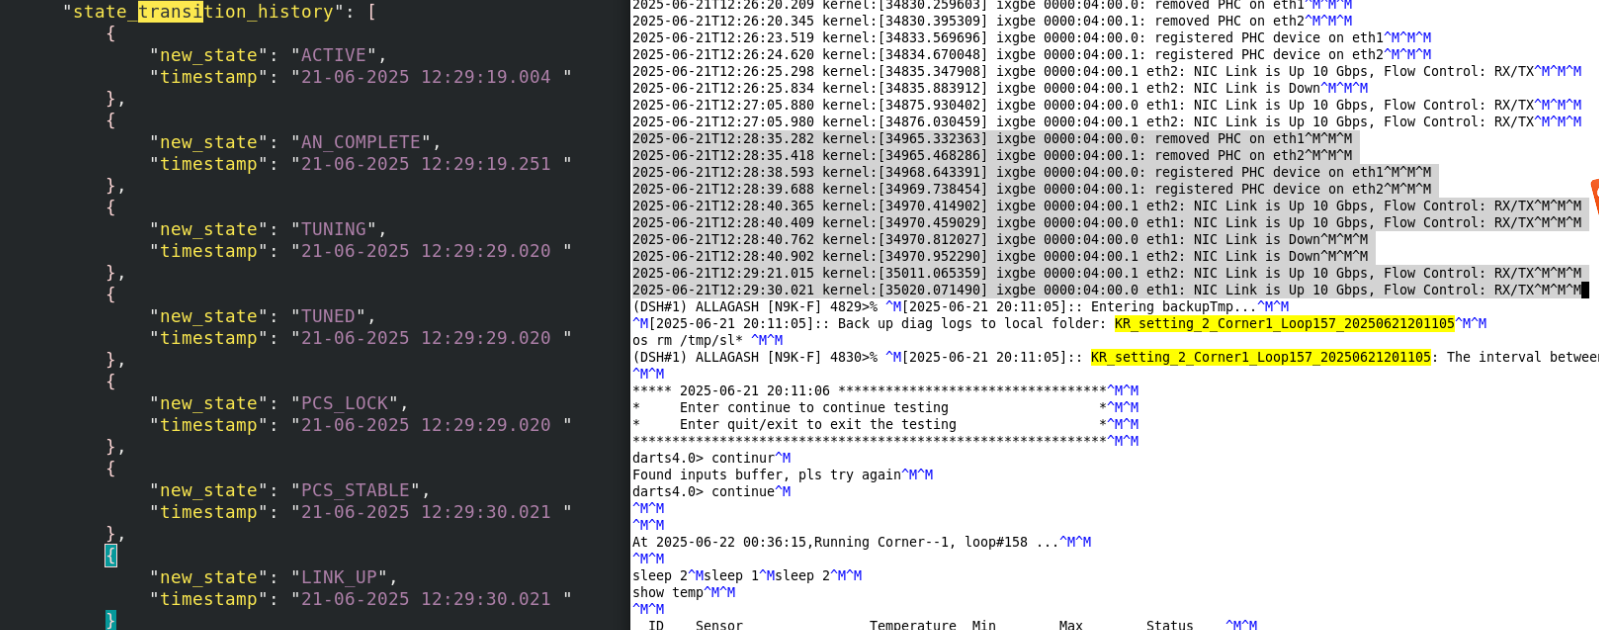 "state_transition_history": [
{
"new_state": "ACTIVE",
"timestamp": "21-06-2025 12:29:19.004 "
},
{
"new_state": "AN_COMPLETE",
"timestamp": "21-06-2025 12:29:19.251 "
},
{
"new_state": "TUNING",
"timestamp": "21-06-2025 12:29:29.020 "
},
{
"new_state": "TUNED",
"timestamp": "21-06-2025 12:29:29.020 "
},
{
"new_state": "PCS_LOCK",
"timestamp": "21-06-2025 12:29:29.020 "
},
{
"new_state": "PCS_STABLE",
"timestamp": "21-06-2025 12:29:30.021 "
},
{
"new_state": "LINK_UP",
"timestamp": "21-06-2025 12:29:30.021 "
}
2025-06-21T12:26:20.209 kernel:[34830.259603] ixgbe 0000:04:00.0: removed PHC on eth1^M^M^M
2025-06-21T12:26:20.345 kernel:[34830.395309] ixgbe 0000:04:00.1: removed PHC on eth2^M^M^M
2025-06-21T12:26:23.519 kernel:[34833.569696] ixgbe 0000:04:00.0: registered PHC device on eth1^M^M^M
2025-06-21T12:26:24.620 kernel:[34834.670048] ixgbe 0000:04:00.1: registered PHC device on eth2^M^M^M
2025-06-21T12:26:25.298 kernel:[34835.347908] ixgbe 0000:04:00.1 eth2: NIC Link is Up 10 Gbps, Flow Control: RX/TX^M^M^M
2025-06-21T12:26:25.834 kernel:[34835.883912] ixgbe 0000:04:00.1 eth2: NIC Link is Down^M^M^M
2025-06-21T12:27:05.880 kernel:[34875.930402] ixgbe 0000:04:00.0 eth1: NIC Link is Up 10 Gbps, Flow Control: RX/TX^M^M^M
2025-06-21T12:27:05.980 kernel:[34876.030459] ixgbe 0000:04:00.1 eth2: NIC Link is Up 10 Gbps, Flow Control: RX/TX^M^M^M
2025-06-21T12:28:35.282 kernel:[34965.332363] ixgbe 0000:04:00.0: removed PHC on eth1^M^M^M
2025-06-21T12:28:35.418 kernel:[34965.468286] ixgbe 0000:04:00.1: removed PHC on eth2^M^M^M
2025-06-21T12:28:38.593 kernel:[34968.643391] ixgbe 0000:04:00.0: registered PHC device on eth1^M^M^M
2025-06-21T12:28:39.688 kernel:[34969.738454] ixgbe 0000:04:00.1: registered PHC device on eth2^M^M^M
2025-06-21T12:28:40.365 kernel:[34970.414902] ixgbe 0000:04:00.1 eth2: NIC Link is Up 10 Gbps, Flow Control: RX/TX^M^M^M
2025-06-21T12:28:40.409 kernel:[34970.459029] ixgbe 0000:04:00.0 eth1: NIC Link is Up 10 Gbps, Flow Control: RX/TX^M^M^M
2025-06-21T12:28:40.762 kernel:[34970.812027] ixgbe 0000:04:00.0 eth1: NIC Link is Down^M^M^M
2025-06-21T12:28:40.902 kernel:[34970.952290] ixgbe 0000:04:00.1 eth2: NIC Link is Down^M^M^M
2025-06-21T12:29:21.015 kernel:[35011.065359] ixgbe 0000:04:00.1 eth2: NIC Link is Up 10 Gbps, Flow Control: RX/TX^M^M^M
2025-06-21T12:29:30.021 kernel:[35020.071490] ixgbe 0000:04:00.0 eth1: NIC Link is Up 10 Gbps, Flow Control: RX/TX^M^M^M
(DSH#1) ALLAGASH [N9K-F] 4829>% ^M[2025-06-21 20:11:05]:: Entering backupTmp...^M^M
^M[2025-06-21 20:11:05]:: Back up diag logs to local folder: KR_setting_2_Corner1_Loop157_20250621201105^M^M
os rm /tmp/sl* ^M^M
(DSH#1) ALLAGASH [N9K-F] 4830>% ^M[2025-06-21 20:11:05]:: KR_setting_2_Corner1_Loop157_20250621201105: The interval between
^M^M
***** 2025-06-21 20:11:06 **********************************^M^M
*     Enter continue to continue testing                   *^M^M
*     Enter quit/exit to exit the testing                  *^M^M
************************************************************^M^M
darts4.0> continur^M
Found inputs buffer, pls try again^M^M
darts4.0> continue^M
^M^M
^M^M
At 2025-06-22 00:36:15,Running Corner--1, loop#158 ...^M^M
^M^M
sleep 2^Msleep 1^Msleep 2^M^M
show temp^M^M
^M^M
ID    Sensor                Temperature  Min        Max        Status    ^M^M